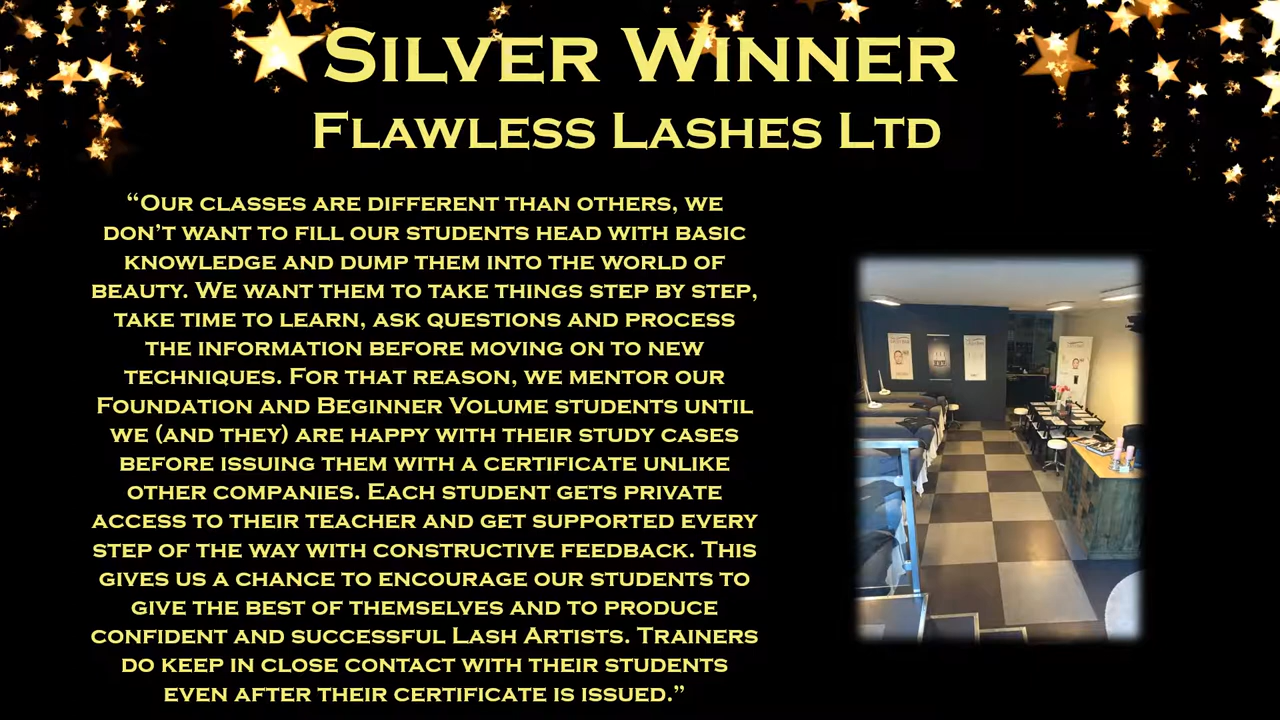 Silver Winner
Flawless Lashes Ltd
“Our classes are different than others, we
don’t want to fill our students head with basic
knowledge and dump them into the world of
beauty. We want them to take things step by step,
take time to learn, ask questions and process
the information before moving on to new
techniques. For that reason, we mentor our
Foundation and Beginner Volume students until
we (and they) are happy with their study cases
before issuing them with a certificate unlike
other companies. Each student gets private
access to their teacher and get supported every
step of the way with constructive feedback. This
gives us a chance to encourage our students to
give the best of themselves and to produce
confident and successful Lash Artists. Trainers
do keep in close contact with their students
even after their certificate is issued.”